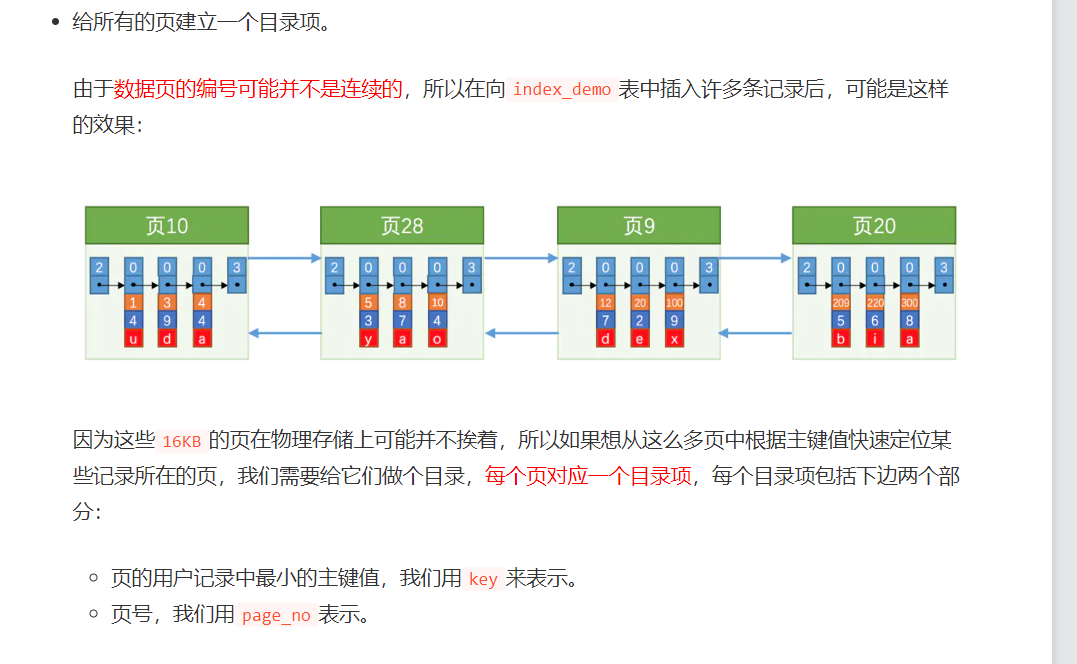 给所有的页建立一个目录项。
由于数据页的编号可能并不是连续的，所以在向 index_demo 表中插入许多条记录后，可能是这样
的效果：
页10 页28 页9 页20
2 0 0 0 3 2 0 0 0 3 2 0 0 0 3 2 0 0 0 3
1 3 4 5 8 10 12 20 100 209 220 300
4 9 4 3 7 4 7 2 9 5 6 8
u d a y a o d e x b i a
因为这些 16KB 的页在物理存储上可能并不挨着，所以如果想从这么多页中根据主键值快速定位某
些记录所在的页，我们需要给它们做个目录，每个页对应一个目录项，每个目录项包括下边两个部
分：
页的用户记录中最小的主键值，我们用 key 来表示。
页号，我们用 page_no 表示。